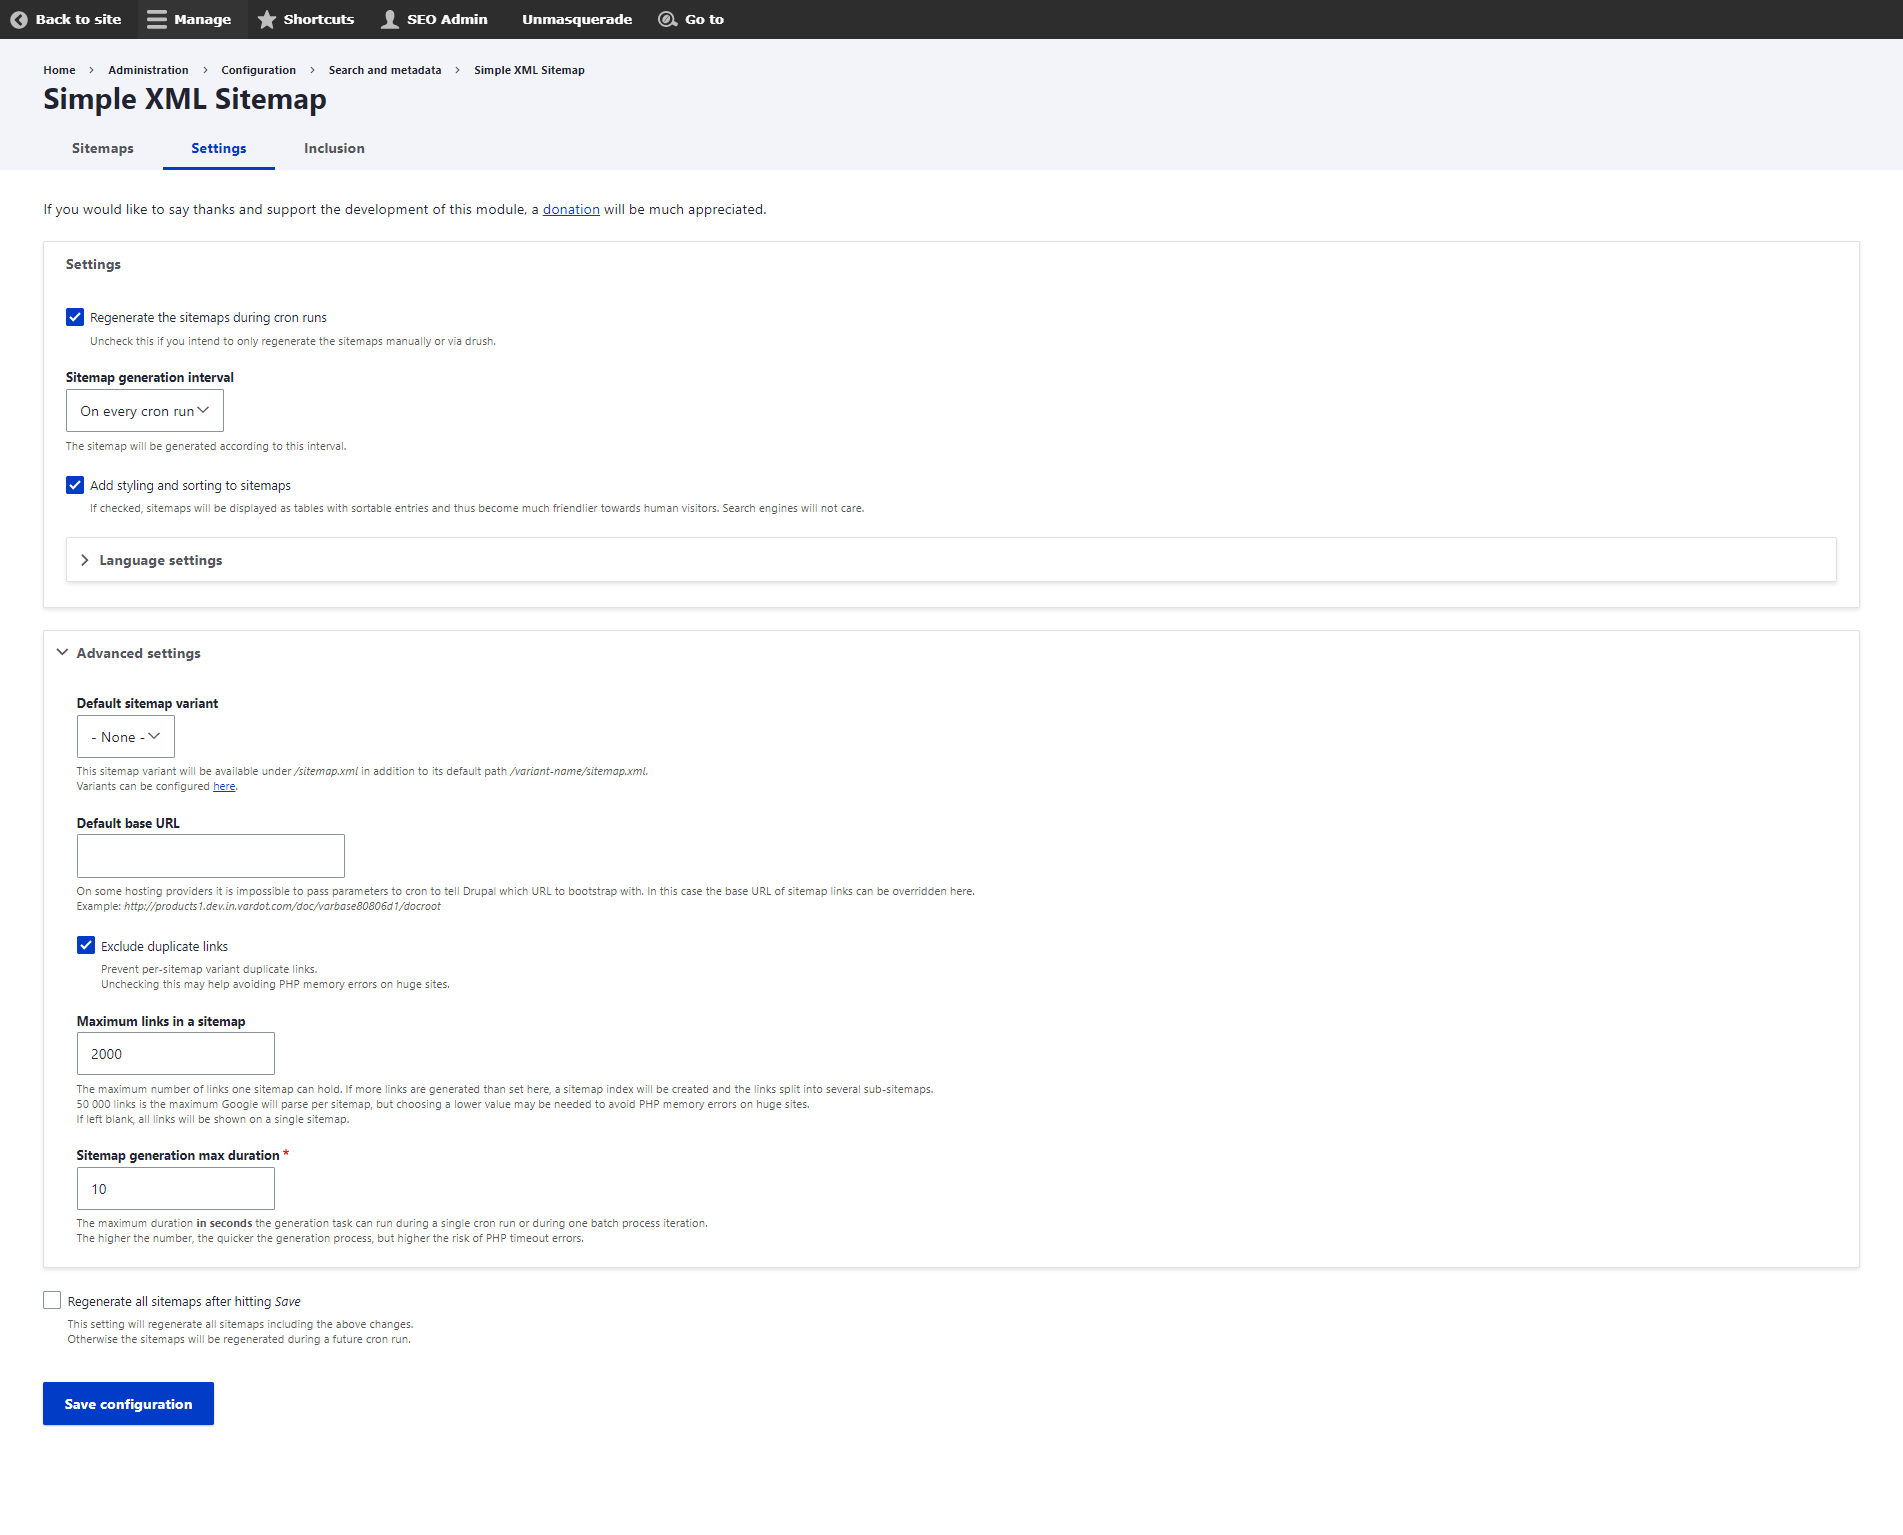 Back to site Manage Shortcuts SEO Admin Unmasquerade Go to
Home Administration Configuration Search and metadata Simple XML Sitemap
Simple XML Sitemap
Sitemaps Settings Inclusion
If you would like to say thanks and support the development of this module, a donation will be much appreciated.
Settings
Regenerate the sitemaps during cron runs
Uncheck this if you intend to only regenerate the sitemaps manually or via drush.
Sitemap generation interval
On every cron run
The sitemap will be generated according to this interval.
Add styling and sorting to sitemaps
If checked, sitemaps will be displayed as tables with sortable entries and thus become much friendlier towards human visitors. Search engines will not care.
Language settings
Advanced settings
Default sitemap variant
- None -
This sitemap variant will be available under /sitemap.xml in addition to its default path /variant-name/sitemap.xml.
Variants can be configured here.
Default base URL
On some hosting providers it is impossible to pass parameters to cron to tell Drupal which URL to bootstrap with. In this case the base URL of sitemap links can be overridden here.
Example: http://products1.dev.in.vardot.com/doc/varbase80806d1/docroot
Exclude duplicate links
Prevent per-sitemap variant duplicate links.
Unchecking this may help avoiding PHP memory errors on huge sites.
Maximum links in a sitemap
2000
The maximum number of links one sitemap can hold. If more links are generated than set here, a sitemap index will be created and the links split into several sub-sitemaps.
50 000 links is the maximum Google will parse per sitemap, but choosing a lower value may be needed to avoid PHP memory errors on huge sites.
If left blank, all links will be shown on a single sitemap.
Sitemap generation max duration *
10
The maximum duration in seconds the generation task can run during a single cron run or during one batch process iteration.
The higher the number, the quicker the generation process, but higher the risk of PHP timeout errors.
Regenerate all sitemaps after hitting Save
This setting will regenerate all sitemaps including the above changes.
Otherwise the sitemaps will be regenerated during a future cron run.
Save configuration